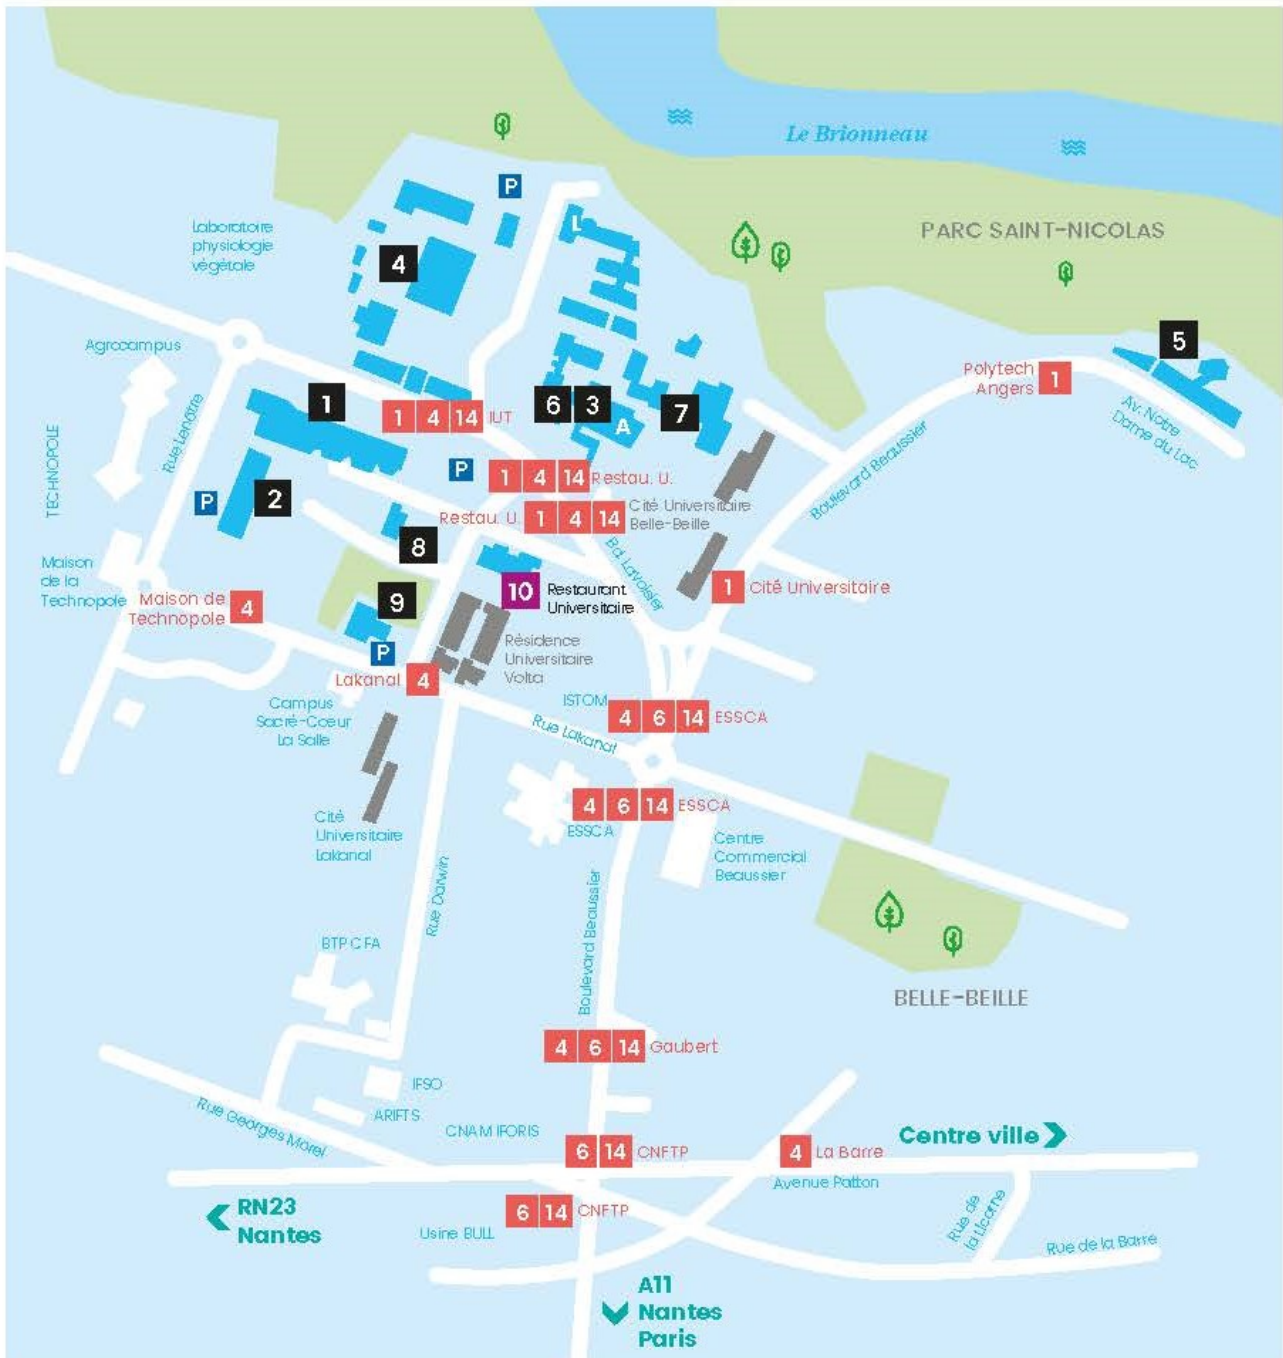 Le Brionneau
PARC SAINT-NICOLAS
P
Laboratoire
physiologie
végétale
L
4
5
Agrocampus
Polytech
Angers
1
Av. Notre
Dame du Lac
1
1 4 14 IUT
6 3
A
7
Rue Lenôtre
TECHNOPOLE
Boulevard Beaussier
P
1 4 14 Restau. U.
P
2
Restau. U. 1 4 14
Cité Universitaire
Belle-Beille
8
Bd. Lavoisier
Maison
de la
Technopole
Maison de
Technopole
4
9
10
Restaurant
Universitaire
1 Cité Universitaire
P
Résidence
Universitaire
Volta
Lakanal 4
Campus
Sacré-Coeur
La Salle
ISTOM
4 6 14 ESSCA
Rue Lakanal
4 6 14 ESSCA
ESSCA
Cité
Universitaire
Lakanal
Centre
Commercial
Beaussier
Rue Darwin
Boulevard Beaussier
BTP CFA
BELLE-BEILLE
4 6 14 Gaubert
IFSO
ARIFTS
Rue Georges Morel
CNAM IFORIS
6 14 CNFTP
4 La Barre
Centre ville
Avenue Patton
RN23
Nantes
6 14 CNFTP
Usine BULL
Rue de
la Licorne
Rue de la Barre
A11
Nantes
Paris